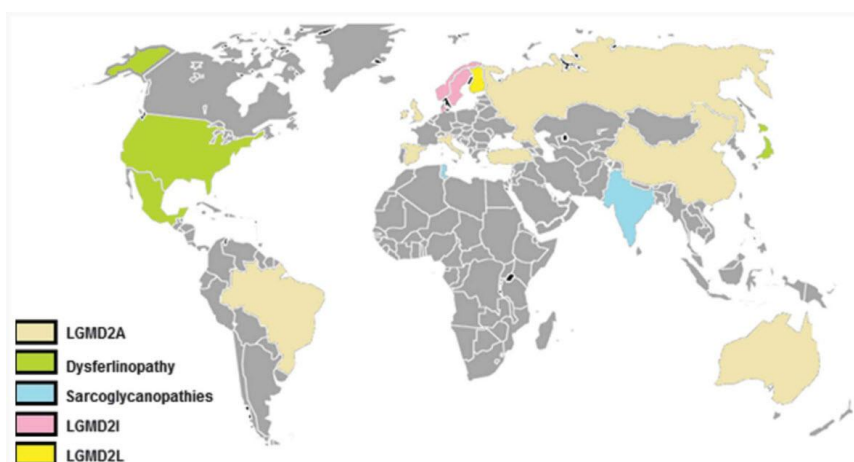 LGMD2A
Dysferlinopathy
Sarcoglycanopathies
LGMD2I
LGMD2L